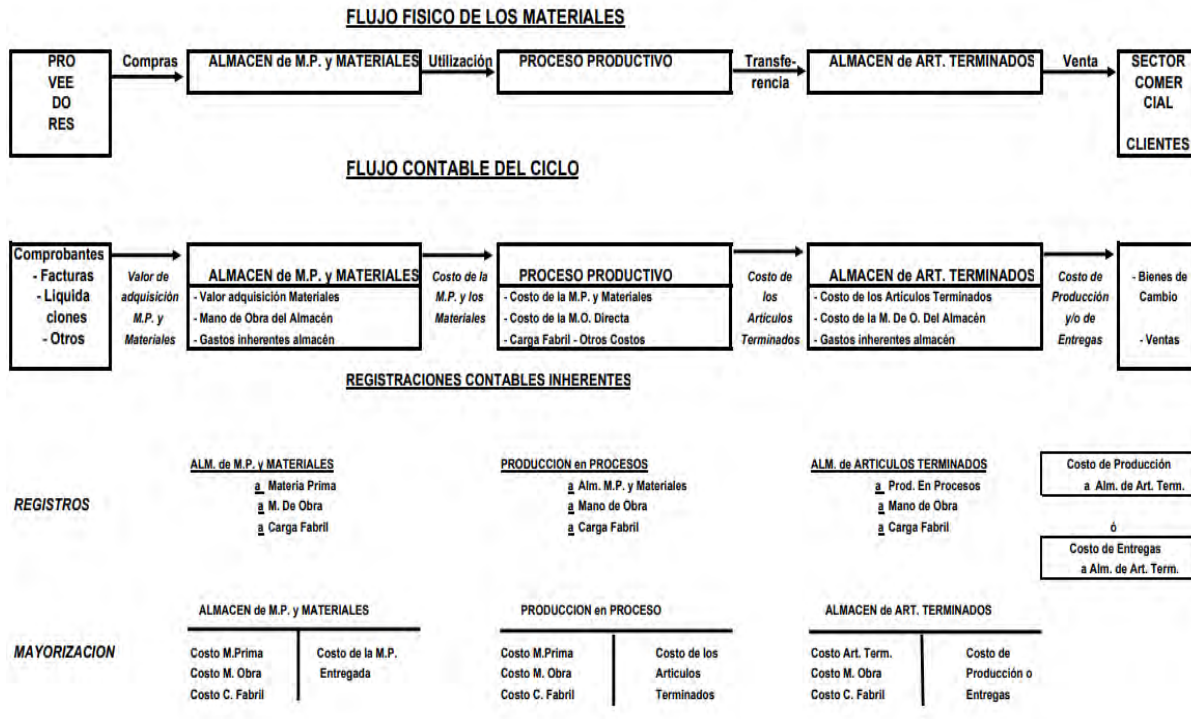 FLUJO FISICO DE LOS MATERIALES
PRO
VEE
DO
RES
Compras
ALMACEN de M.P. y MATERIALES
Utilización
PROCESO PRODUCTIVO
Transfe-
rencia
ALMACEN de ART. TERMINADOS
Venta
SECTOR
COMER
CIAL
CLIENTES
FLUJO CONTABLE DEL CICLO
Comprobantes
- Facturas
- Liquida
ciones
- Otros
Valor de
adquisición
M.P. y
Materiales
ALMACEN de M.P. y MATERIALES
- Valor adquisición Materiales
- Mano de Obra del Almacén
- Gastos inherentes almacén
Costo de la
M.P. y los
Materiales
PROCESO PRODUCTIVO
- Costo de la M.P. y Materiales
- Costo de la M.O. Directa
- Carga Fabril - Otros Costos
Costo de
los
Artículos
Terminados
ALMACEN de ART. TERMINADOS
- Costo de los Artículos Terminados
- Costo de la M. De O. Del Almacén
- Gastos inherentes almacén
Costo de
Producción
y/o de
Entregas
- Bienes de
Cambio
- Ventas
REGISTRACIONES CONTABLES INHERENTES
REGISTROS
ALM. de M.P. y MATERIALES
a Materia Prima
a M. De Obra
a Carga Fabril
PRODUCCION en PROCESOS
a Alm. M.P. y Materiales
a Mano de Obra
a Carga Fabril
ALM. de ARTICULOS TERMINADOS
a Prod. En Procesos
a Mano de Obra
a Carga Fabril
Costo de Producción
a Alm. de Art. Term.
ó
Costo de Entregas
a Alm. de Art. Term.
MAYORIZACION
ALMACEN de M.P. y MATERIALES
Costo M.Prima
Costo M. Obra
Costo C. Fabril
Costo de la M.P.
Entregada
PRODUCCION en PROCESO
Costo M.Prima
Costo M. Obra
Costo C. Fabril
Costo de los
Articulos
Terminados
ALMACEN de ART. TERMINADOS
Costo Art. Term.
Costo M. Obra
Costo C. Fabril
Costo de
Producción o
Entregas